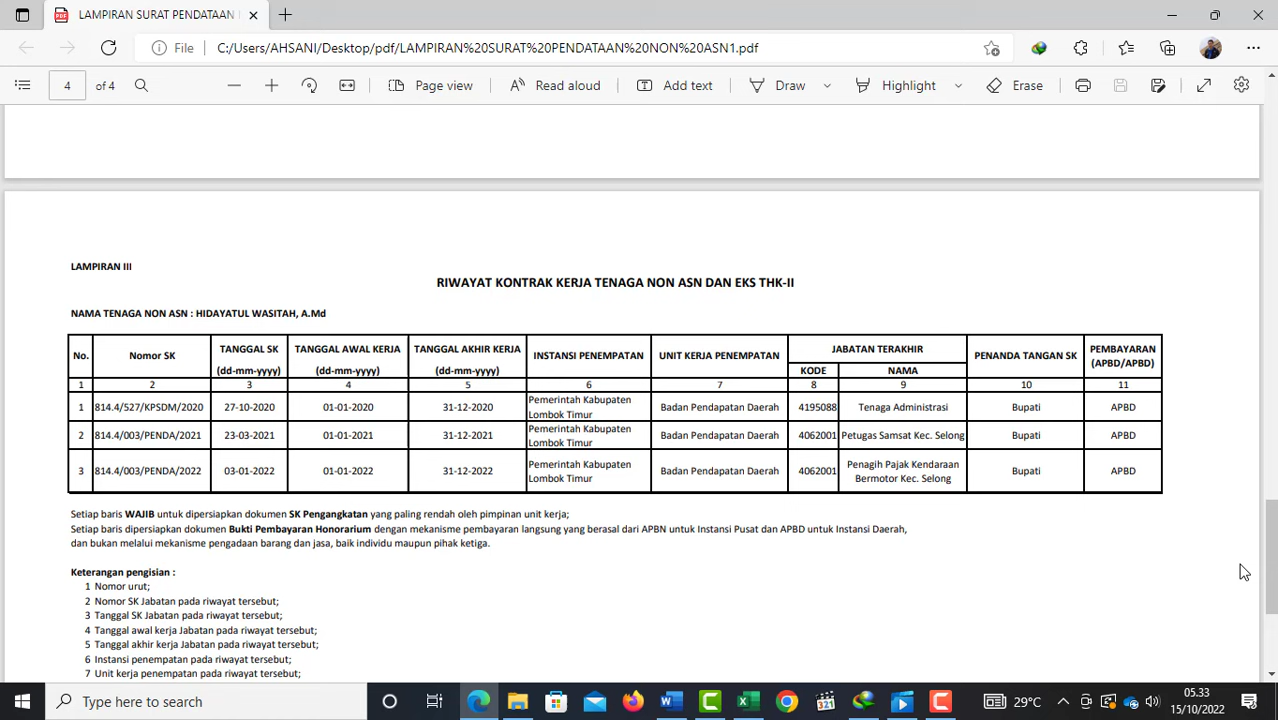 LAMPIRAN SURAT PENDATAAN
File
C:/Users/AHSANI/Desktop/pdf/LAMPIRAN%20SURAT%20PENDATAAN%20NON%20ASN1.pdf
4 of 4 Page view Read aloud Add text Draw Highlight Erase
LAMPIRAN III
RIWAYAT KONTRAK KERJA TENAGA NON ASN DAN EKS THK-II
NAMA TENAGA NON ASN : HIDAYATUL WASITAH, A.Md
No. Nomor SK TANGGAL SK (dd-mm-yyyy) TANGGAL AWAL KERJA (dd-mm-yyyy) TANGGAL AKHIR KERJA (dd-mm-yyyy) INSTANSI PENEMPATAN UNIT KERJA PENEMPATAN JABATAN TERAKHIR KODE NAMA PENANDA TANGAN SK PEMBAYARAN (APBD/APBD)
1 2 3 4 5 6 7 8 9 10 11
1 814.4/527/KPSDM/2020 27-10-2020 01-01-2020 31-12-2020 Pemerintah Kabupaten Lombok Timur Badan Pendapatan Daerah 4195088 Tenaga Administrasi Bupati APBD
2 814.4/003/PENDA/2021 23-03-2021 01-01-2021 31-12-2021 Pemerintah Kabupaten Lombok Timur Badan Pendapatan Daerah 4062001 Petugas Samsat Kec. Selong Bupati APBD
3 814.4/003/PENDA/2022 03-01-2022 01-01-2022 31-12-2022 Pemerintah Kabupaten Lombok Timur Badan Pendapatan Daerah 4062001 Penagih Pajak Kendaraan Bermotor Kec. Selong Bupati APBD
Setiap baris WAJIB untuk dipersiapkan dokumen SK Pengangkatan yang paling rendah oleh pimpinan unit kerja;
Setiap baris dipersiapkan dokumen Bukti Pembayaran Honorarium dengan mekanisme pembayaran langsung yang berasal dari APBN untuk Instansi Pusat dan APBD untuk Instansi Daerah,
dan bukan melalui mekanisme pengadaan barang dan jasa, baik individu maupun pihak ketiga.
Keterangan pengisian :
1 Nomor urut;
2 Nomor SK Jabatan pada riwayat tersebut;
3 Tanggal SK Jabatan pada riwayat tersebut;
4 Tanggal awal kerja Jabatan pada riwayat tersebut;
5 Tanggal akhir kerja Jabatan pada riwayat tersebut;
6 Instansi penempatan pada riwayat tersebut;
7 Unit kerja penempatan pada riwayat tersebut;
Type here to search
29°C
05.33
15/10/2022